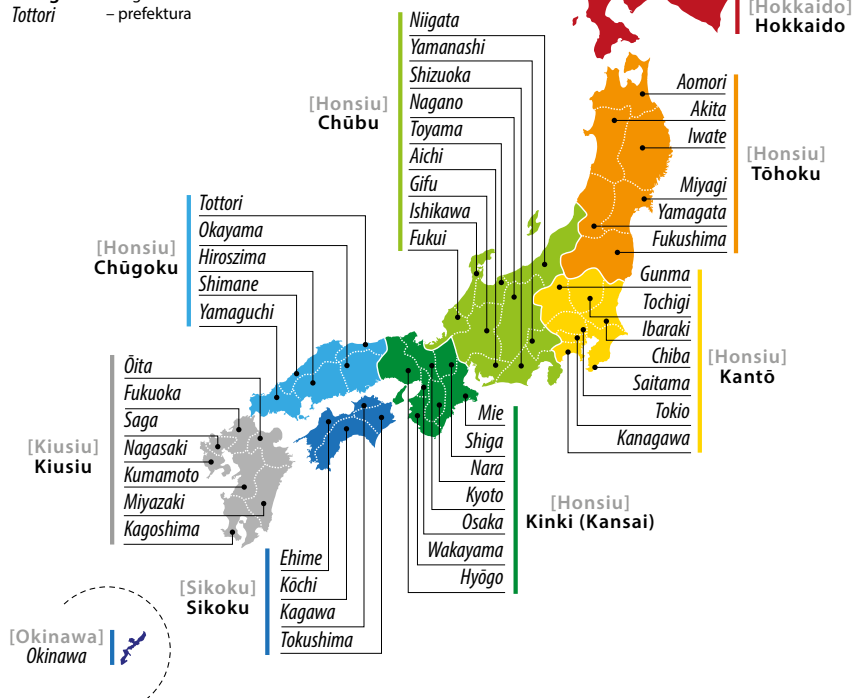 Tottori – prefektura
[Hokkaido]
Hokkaido
Niigata
Yamanashi
Shizuoka
Nagano
Toyama
Aichi
Gifu
Ishikawa
Fukui
[Honsiu]
Chūbu
Aomori
Akita
Iwate
Miyagi
Yamagata
Fukushima
[Honsiu]
Tōhoku
Tottori
Okayama
Hiroszima
Shimane
Yamaguchi
[Honsiu]
Chūgoku
Gunma
Tochigi
Ibaraki
Chiba
Saitama
Tokio
Kanagawa
[Honsiu]
Kantō
Ōita
Fukuoka
Saga
Nagasaki
Kumamoto
Miyazaki
Kagoshima
[Kiusiu]
Kiusiu
Mie
Shiga
Nara
Kyoto
Osaka
Wakayama
Hyōgo
[Honsiu]
Kinki (Kansai)
Ehime
Kōchi
Kagawa
Tokushima
[Sikoku]
Sikoku
[Okinawa]
Okinawa